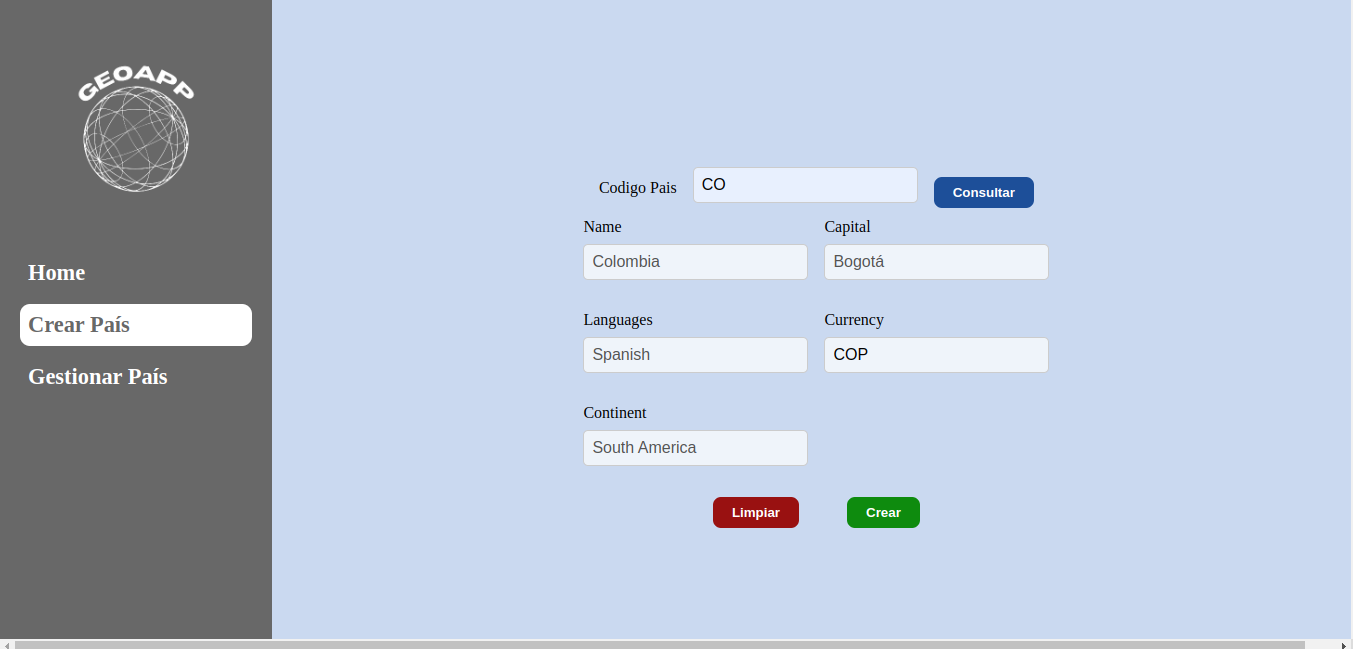 GEOAPP
Home
Crear País
Gestionar País
Codigo Pais CO Consultar
Name Capital
Colombia Bogotá
Languages Currency
Spanish COP
Continent
South America
Limpiar Crear